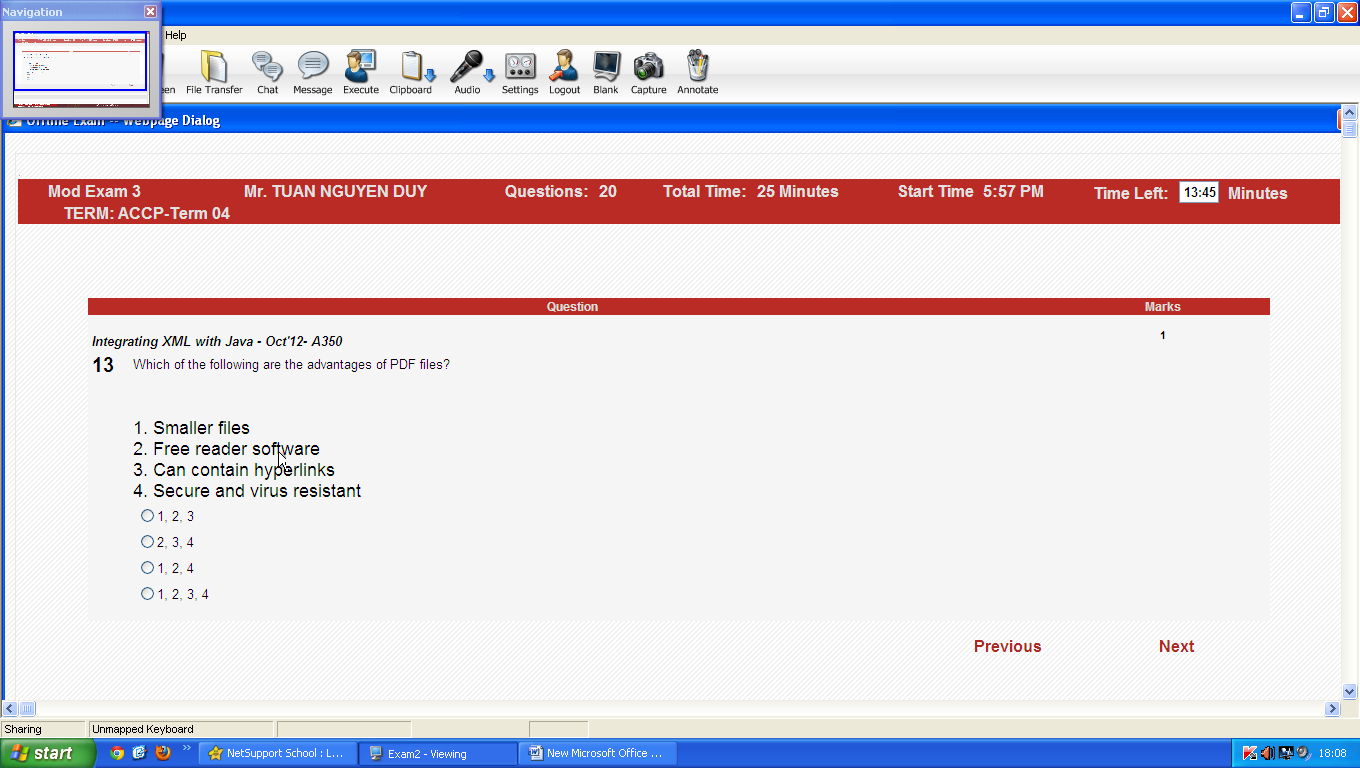 Navigation
Help
een
File Transfer
Chat
Message
Execute
Clipboard
Audio
Settings
Logout
Blank
Capture
Annotate
Offline Exam -- Webpage Dialog
Mod Exam 3 Mr. TUAN NGUYEN DUY Questions: 20 Total Time: 25 Minutes Start Time 5:57 PM Time Left: 13:45 Minutes
TERM: ACCP-Term 04
Question Marks
Integrating XML with Java - Oct'12- A350 1
13 Which of the following are the advantages of PDF files?
1. Smaller files
2. Free reader software
3. Can contain hyperlinks
4. Secure and virus resistant
1, 2, 3
2, 3, 4
1, 2, 4
1, 2, 3, 4
Previous Next
Sharing Unmapped Keyboard
start NetSupport School : L... Exam2 - Viewing New Microsoft Office ... 18:08